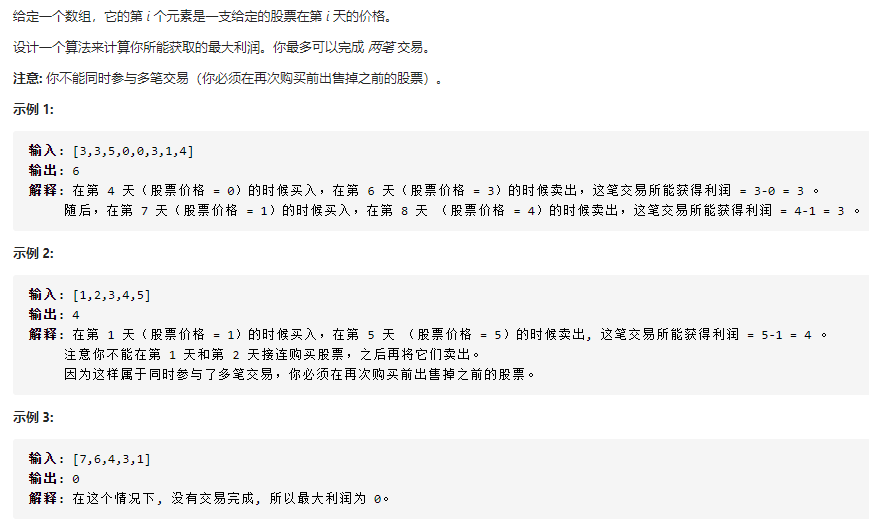 给定一个数组，它的第 i 个元素是一支给定的股票在第 i 天的价格。
设计一个算法来计算你所能获取的最大利润。你最多可以完成 两笔 交易。
注意: 你不能同时参与多笔交易（你必须在再次购买前出售掉之前的股票）。
示例 1:
输入: [3,3,5,0,0,3,1,4]
输出: 6
解释: 在第 4 天（股票价格 = 0）的时候买入，在第 6 天（股票价格 = 3）的时候卖出，这笔交易所能获得利润 = 3-0 = 3 。
随后，在第 7 天（股票价格 = 1）的时候买入，在第 8 天 （股票价格 = 4）的时候卖出，这笔交易所能获得利润 = 4-1 = 3 。
示例 2:
输入: [1,2,3,4,5]
输出: 4
解释: 在第 1 天（股票价格 = 1）的时候买入，在第 5 天 （股票价格 = 5）的时候卖出, 这笔交易所能获得利润 = 5-1 = 4 。
注意你不能在第 1 天和第 2 天接连购买股票，之后再将它们卖出。
因为这样属于同时参与了多笔交易，你必须在再次购买前出售掉之前的股票。
示例 3:
输入: [7,6,4,3,1]
输出: 0
解释: 在这个情况下, 没有交易完成, 所以最大利润为 0。